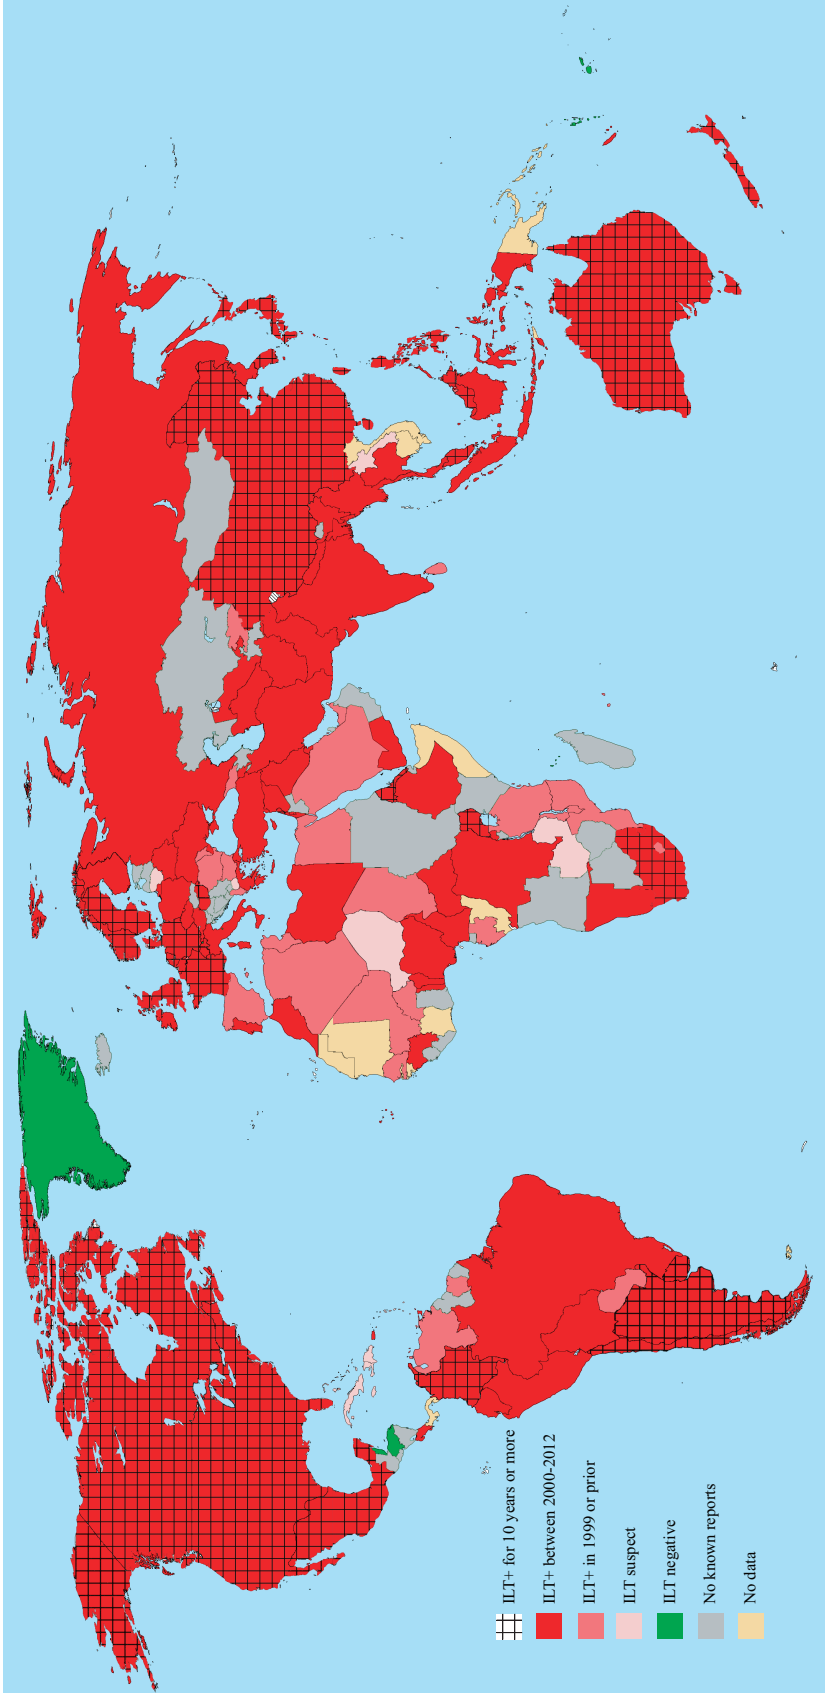 ILT+ for 10 years or more
ILT+ between 2000-2012
ILT+ in 1999 or prior
ILT suspect
ILT negative
No known reports
No data